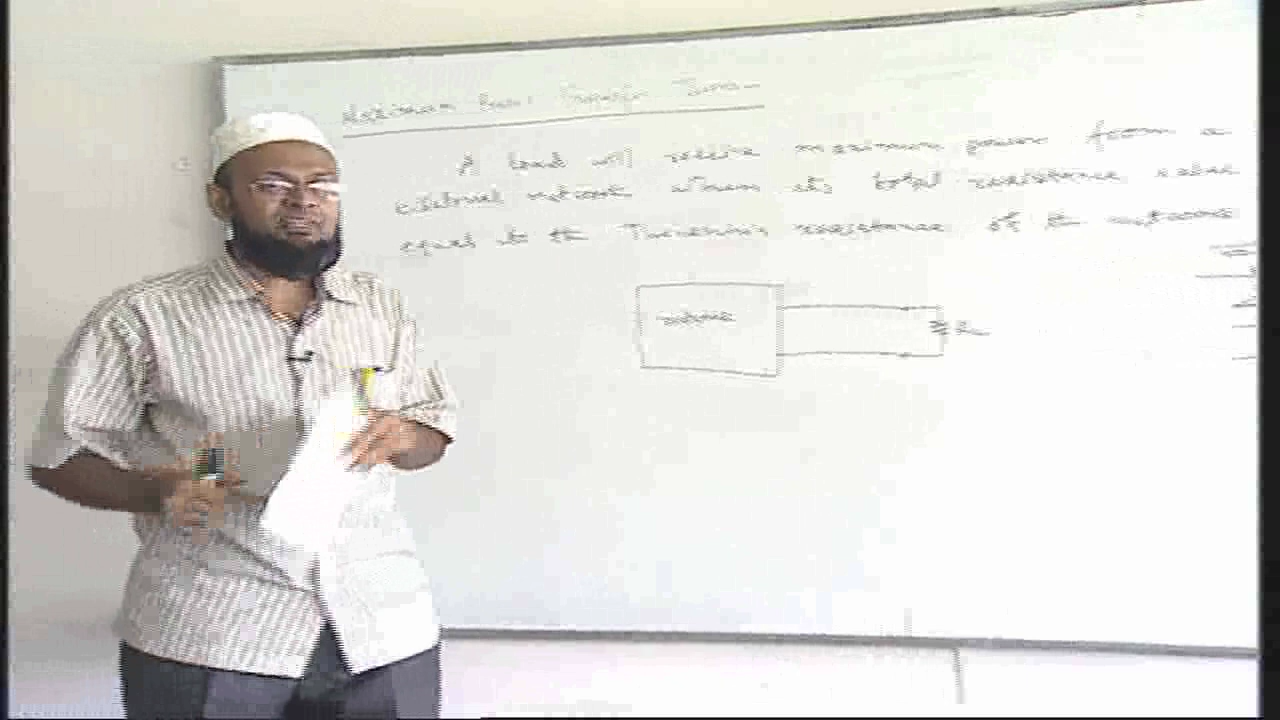 Maximum Power Transfer Theorem
A load will receive maximum power from a
network when its total resistance value
equal to the Thevenin's resistance of the network
network
R